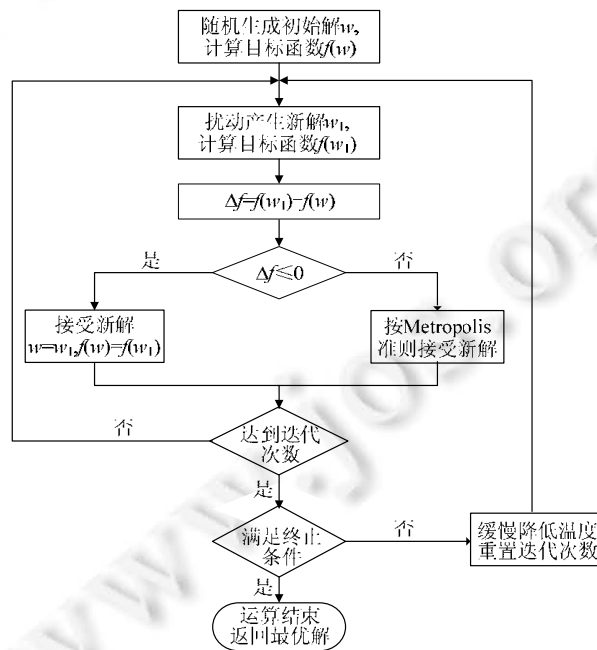 随机生成初始解w,
计算目标函数f(w)
扰动产生新解w₁,
计算目标函数f(w₁)
Δf=f(w₁)−f(w)
Δf≤0
是
否
接受新解
w=w₁,f(w)=f(w₁)
按Metropolis
准则接受新解
达到迭代
次数
否
是
满足终止
条件
否
缓慢降低温度
重置迭代次数
是
运算结束
返回最优解